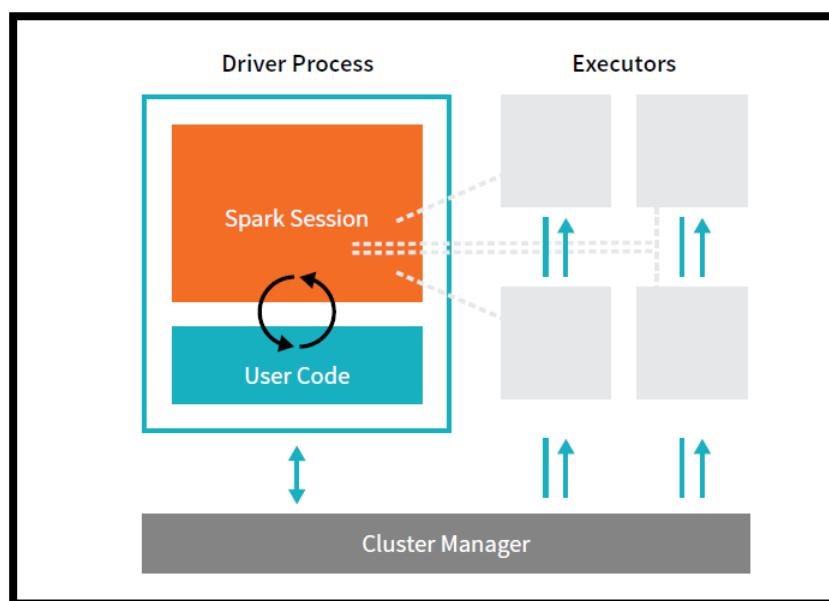 Driver Process
Executors
Spark Session
User Code
Cluster Manager